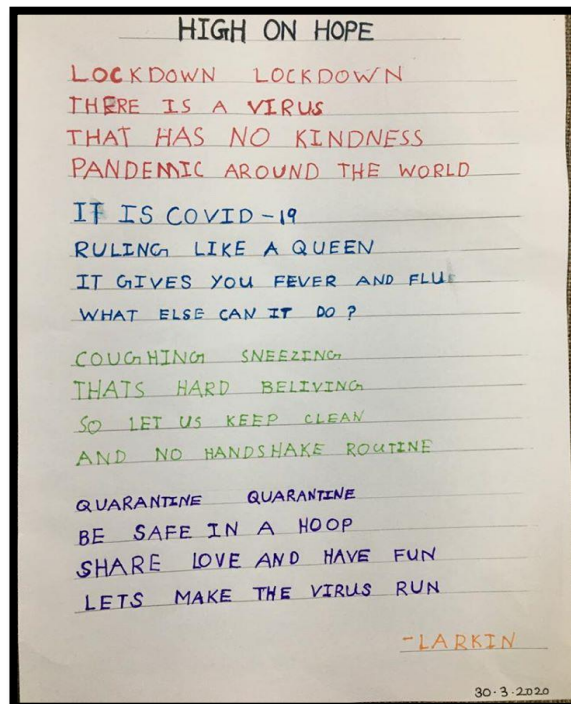 HIGH ON HOPE
LOCKDOWN LOCKDOWN
THERE IS A VIRUS
THAT HAS NO KINDNESS
PANDEMIC AROUND THE WORLD
IT IS COVID-19
RULING LIKE A QUEEN
IT GIVES YOU FEVER AND FLU
WHAT ELSE CAN IT DO?
COUGHING SNEEZING
THATS HARD BELIVING
SO LET US KEEP CLEAN
AND NO HANDSHAKE ROUTINE
QUARANTINE QUARANTINE
BE SAFE IN A HOOP
SHARE LOVE AND HAVE FUN
LETS MAKE THE VIRUS RUN
-LARKIN
30.3.2020